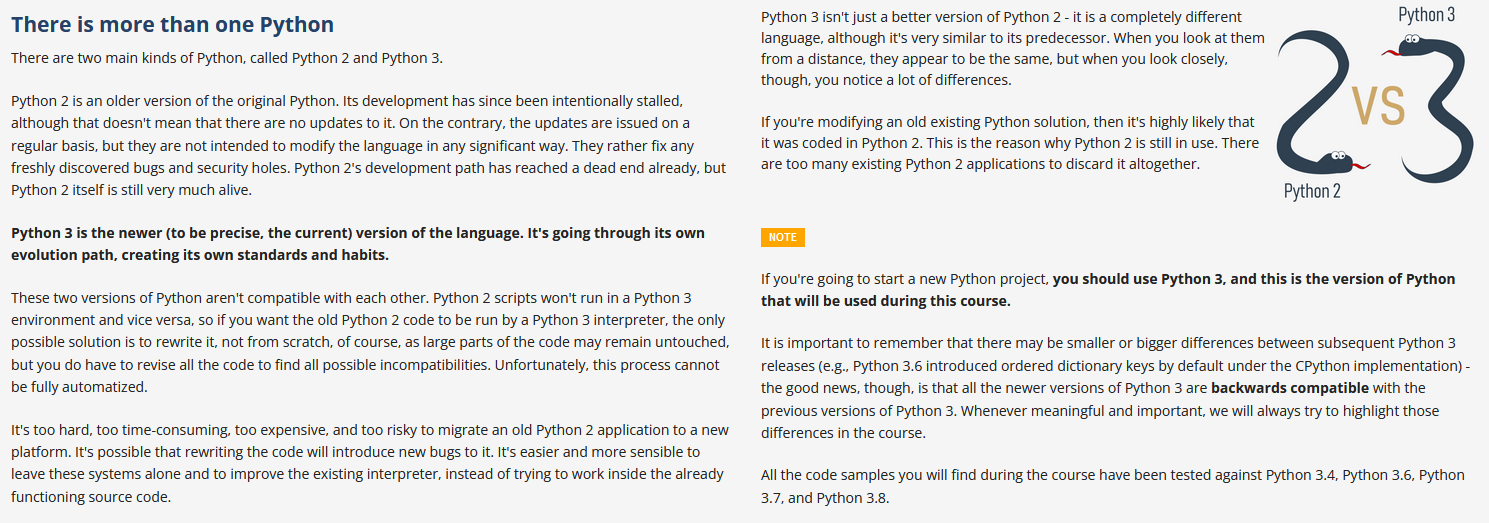 There is more than one Python
There are two main kinds of Python, called Python 2 and Python 3.
Python 2 is an older version of the original Python. Its development has since been intentionally stalled,
although that doesn't mean that there are no updates to it. On the contrary, the updates are issued on a
regular basis, but they are not intended to modify the language in any significant way. They rather fix any
freshly discovered bugs and security holes. Python 2's development path has reached a dead end already, but
Python 2 itself is still very much alive.
Python 3 is the newer (to be precise, the current) version of the language. It's going through its own
evolution path, creating its own standards and habits.
These two versions of Python aren't compatible with each other. Python 2 scripts won't run in a Python 3
environment and vice versa, so if you want the old Python 2 code to be run by a Python 3 interpreter, the only
possible solution is to rewrite it, not from scratch, of course, as large parts of the code may remain untouched,
but you do have to revise all the code to find all possible incompatibilities. Unfortunately, this process cannot
be fully automatized.
It's too hard, too time-consuming, too expensive, and too risky to migrate an old Python 2 application to a new
platform. It's possible that rewriting the code will introduce new bugs to it. It's easier and more sensible to
leave these systems alone and to improve the existing interpreter, instead of trying to work inside the already
functioning source code.
Python 3 isn't just a better version of Python 2 - it is a completely different
language, although it's very similar to its predecessor. When you look at them
from a distance, they appear to be the same, but when you look closely,
though, you notice a lot of differences.
If you're modifying an old existing Python solution, then it's highly likely that
it was coded in Python 2. This is the reason why Python 2 is still in use. There
are too many existing Python 2 applications to discard it altogether.
Python 3
2 VS 3
Python 2
NOTE
If you're going to start a new Python project, you should use Python 3, and this is the version of Python
that will be used during this course.
It is important to remember that there may be smaller or bigger differences between subsequent Python 3
releases (e.g., Python 3.6 introduced ordered dictionary keys by default under the CPython implementation) -
the good news, though, is that all the newer versions of Python 3 are backwards compatible with the
previous versions of Python 3. Whenever meaningful and important, we will always try to highlight those
differences in the course.
All the code samples you will find during the course have been tested against Python 3.4, Python 3.6, Python
3.7, and Python 3.8.